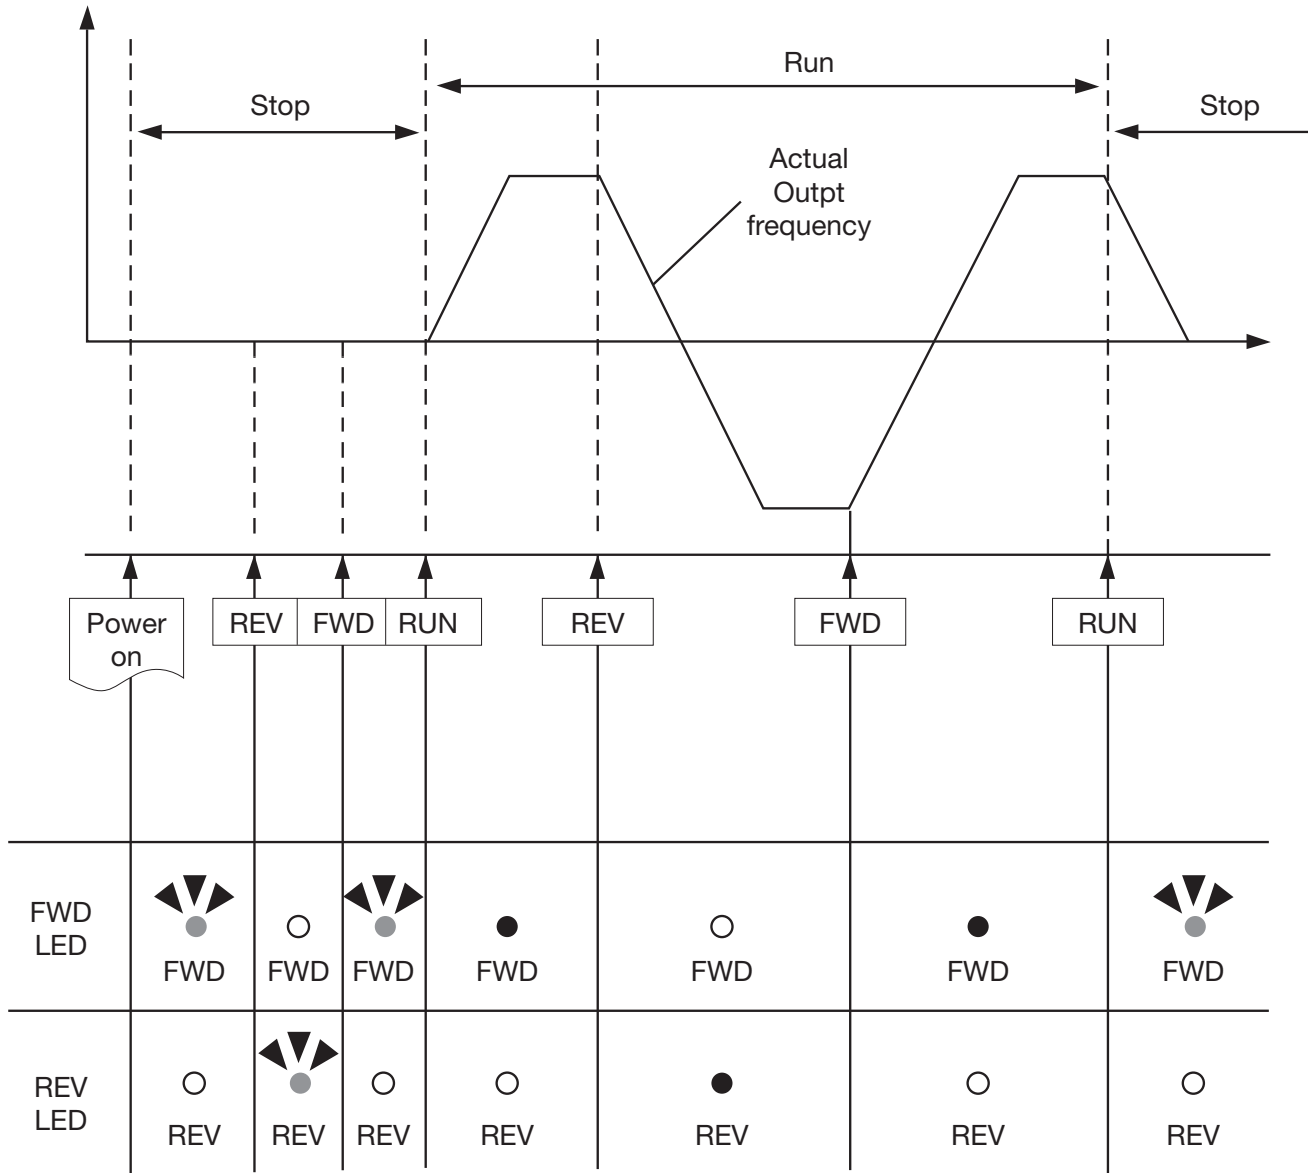 Run
Stop
Stop
Actual
Outpt
frequency
Power
on
REV
FWD
RUN
REV
FWD
RUN
FWD
LED
FWD
FWD
FWD
FWD
FWD
FWD
FWD
REV
LED
REV
REV
REV
REV
REV
REV
REV